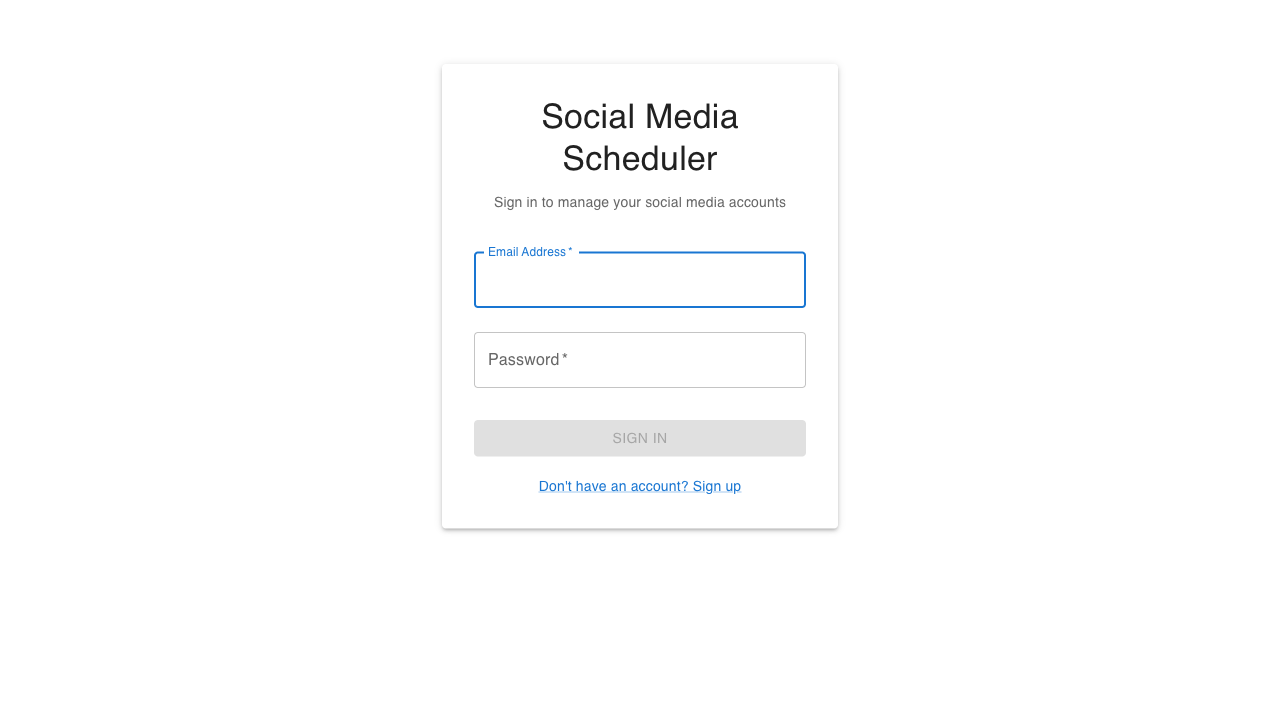 Social Media
Scheduler
Sign in to manage your social media accounts
Email Address *
Password *
SIGN IN
Don't have an account? Sign up